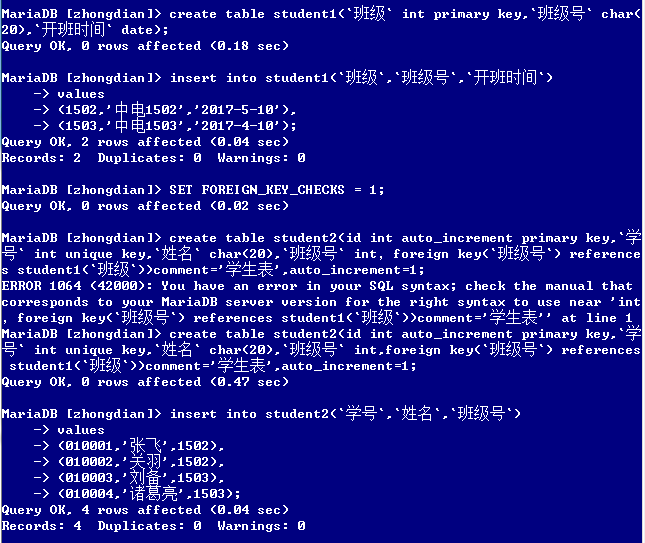 MariaDB [zhongdian]> create table student1(`班级` int primary key,`班级号` char(
20),`开班时间` date);
Query OK, 0 rows affected (0.18 sec)
MariaDB [zhongdian]> insert into student1(`班级`,`班级号`,`开班时间`)
-> values
-> (1502,'中电1502','2017-5-10'),
-> (1503,'中电1503','2017-4-10');
Query OK, 2 rows affected (0.04 sec)
Records: 2  Duplicates: 0  Warnings: 0
MariaDB [zhongdian]> SET FOREIGN_KEY_CHECKS = 1;
Query OK, 0 rows affected (0.02 sec)
MariaDB [zhongdian]> create table student2(id int auto_increment primary key,`学
号` int unique key,`姓名` char(20),`班级号` int, foreign key(`班级号`) reference
s student1(`班级`))comment='学生表',auto_increment=1;
ERROR 1064 (42000): You have an error in your SQL syntax; check the manual that
corresponds to your MariaDB server version for the right syntax to use near 'int
, foreign key(`班级号`) references student1(`班级`))comment='学生表'' at line 1
MariaDB [zhongdian]> create table student2(id int auto_increment primary key,`学
号` int unique key,`姓名` char(20),`班级号` int,foreign key(`班级号`) references
student1(`班级`))comment='学生表',auto_increment=1;
Query OK, 0 rows affected (0.47 sec)
MariaDB [zhongdian]> insert into student2(`学号`,`姓名`,`班级号`)
-> values
-> (010001,'张飞',1502),
-> (010002,'关羽',1502),
-> (010003,'刘备',1503),
-> (010004,'诸葛亮',1503);
Query OK, 4 rows affected (0.04 sec)
Records: 4  Duplicates: 0  Warnings: 0